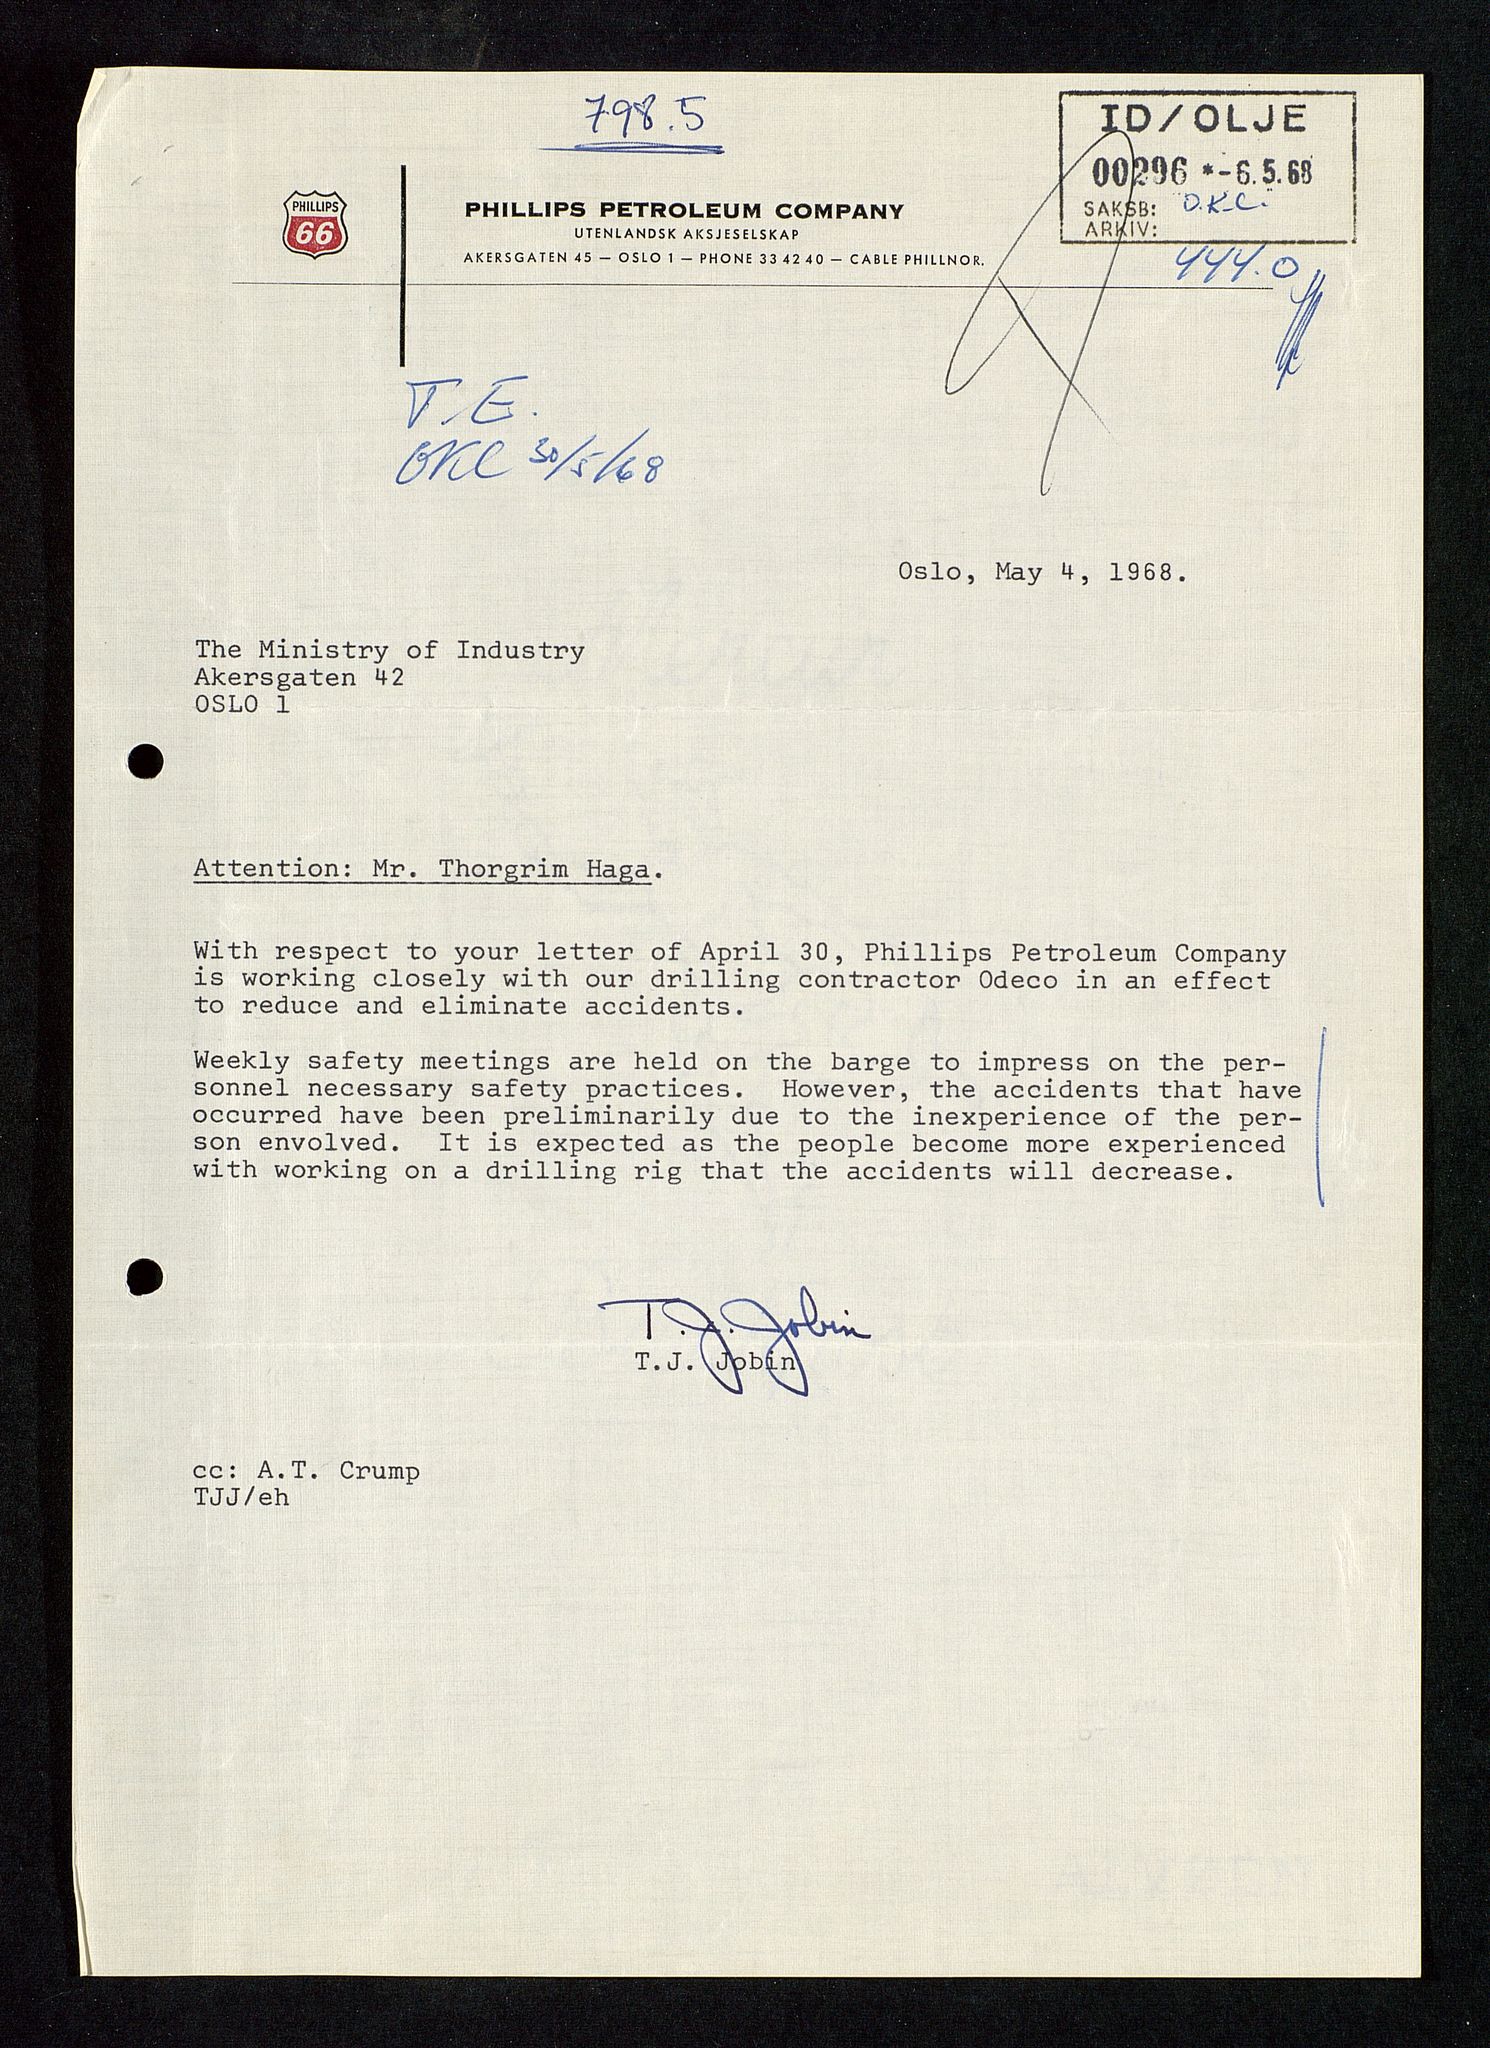 798.5
ID/OLJE
00296 *-6.5.68
SAKSB: O.K.C.
ARKIV:
444.0
PHILLIPS
66
PHILLIPS PETROLEUM COMPANY
UTENLANDSK AKSJESELSKAP
AKERSGATEN 45 — OSLO 1 — PHONE 33 42 40 — CABLE PHILLNOR.
T.E.
OKC 30/5/68
Oslo, May 4, 1968.
The Ministry of Industry
Akersgaten 42
OSLO 1
Attention: Mr. Thorgrim Haga.
With respect to your letter of April 30, Phillips Petroleum Company
is working closely with our drilling contractor Odeco in an effect
to reduce and eliminate accidents.
Weekly safety meetings are held on the barge to impress on the per-
sonnel necessary safety practices. However, the accidents that have
occurred have been preliminarily due to the inexperience of the per-
son envolved. It is expected as the people become more experienced
with working on a drilling rig that the accidents will decrease.
T.J. Jobin
T.J. Jobin
cc: A.T. Crump
TJJ/eh